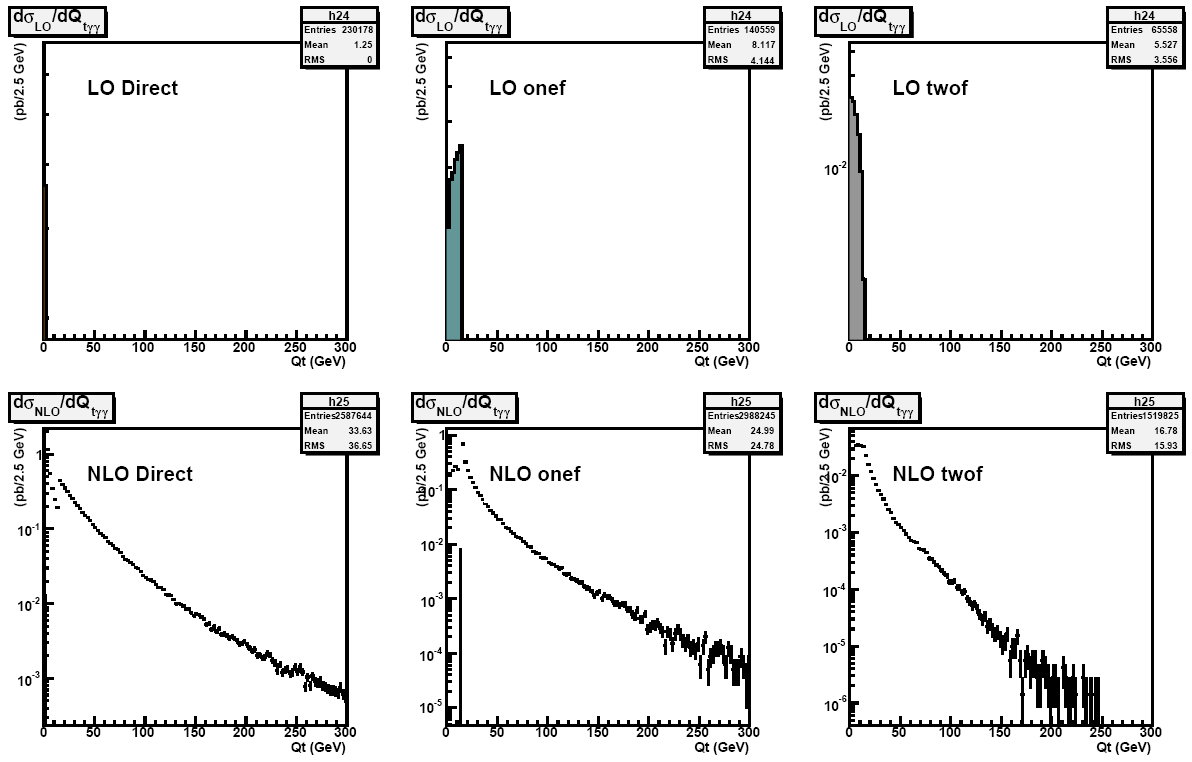 dσLO/dQtγγ
h24
Entries 230178
Mean 1.25
RMS 0
(pb/2.5 GeV)
LO Direct
0 50 100 150 200 250 300
Qt (GeV)
dσLO/dQtγγ
h24
Entries 140559
Mean 8.117
RMS 4.144
(pb/2.5 GeV)
LO onef
0 50 100 150 200 250 300
Qt (GeV)
dσLO/dQtγγ
h24
Entries 65558
Mean 5.527
RMS 3.556
(pb/2.5 GeV)
LO twof
10-2
0 50 100 150 200 250 300
Qt (GeV)
dσNLO/dQtγγ
h25
Entries2587644
Mean 33.63
RMS 36.65
(pb/2.5 GeV)
NLO Direct
1
10-1
10-2
10-3
0 50 100 150 200 250 300
Qt (GeV)
dσNLO/dQtγγ
h25
Entries2988245
Mean 24.99
RMS 24.78
(pb/2.5 GeV)
NLO onef
1
10-1
10-2
10-3
10-4
10-5
0 50 100 150 200 250 300
Qt (GeV)
dσNLO/dQtγγ
h25
Entries1519825
Mean 16.78
RMS 15.93
(pb/2.5 GeV)
NLO twof
10-2
10-3
10-4
10-5
10-6
0 50 100 150 200 250 300
Qt (GeV)